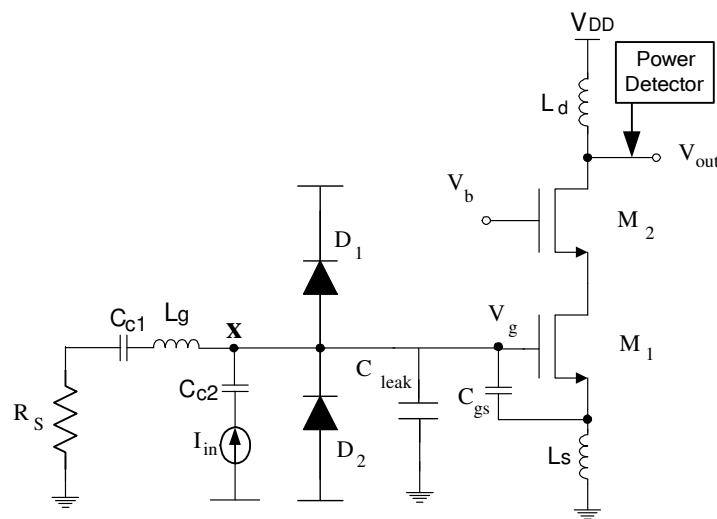 VDD
Power
Detector
Ld
Vout
Vb
M2
D1
Cc1
Lg
x
Vg
M1
Cc2
Cleak
Cgs
RS
Iin
D2
Ls